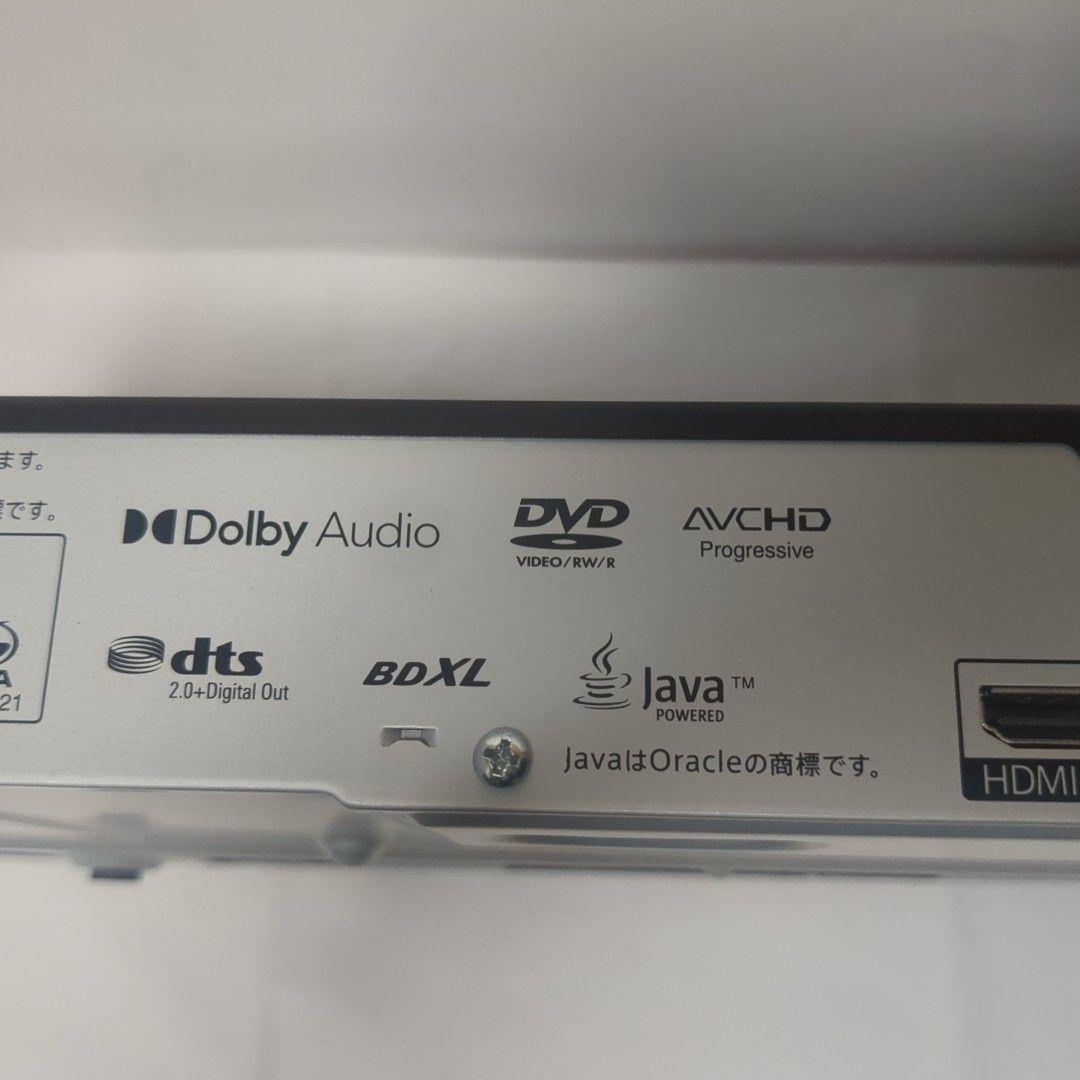 ます。
です。
Dolby Audio
DVD
VIDEO/RW/R
AVCHD
Progressive
A
21
dts
2.0+Digital Out
BDXL
Java™
POWERED
JavaはOracleの商標です。
HDMI